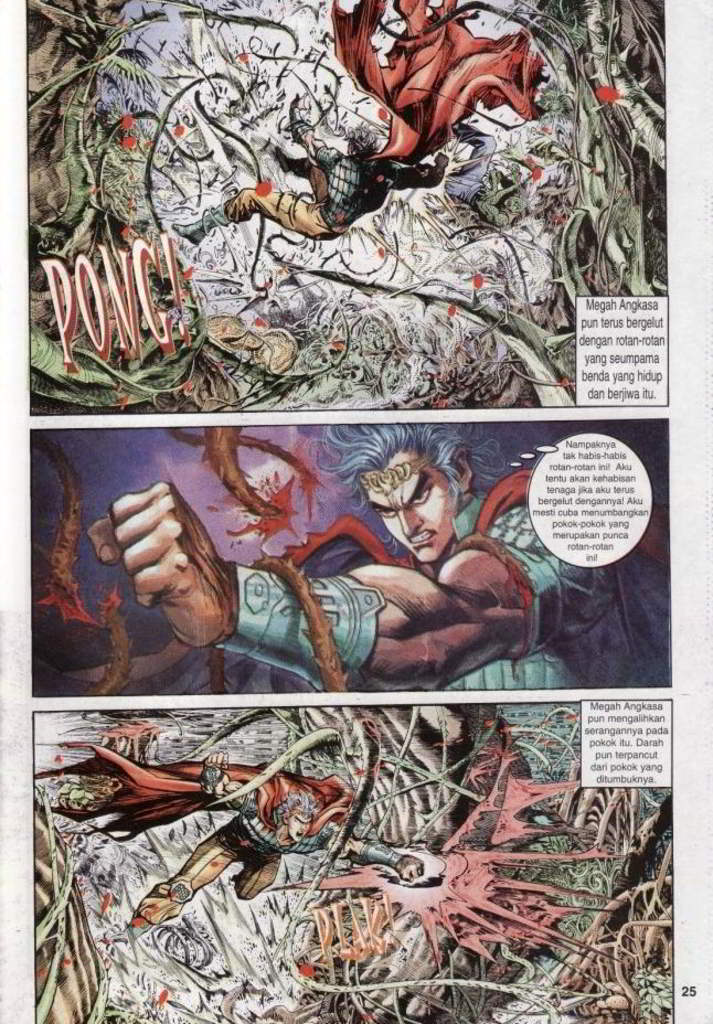 PONG!
Megah Angkasa
pun terus bergelut
dengan rotan-rotan
yang seumpama
benda yang hidup
dan berjiwa itu.
Nampaknya
tak habis-habis
rotan-rotan ini! Aku
tentu akan kehabisan
tenaga jika aku terus
bergelut dengannya! Aku
mesti cuba menumbangkan
pokok-pokok yang
merupakan punca
rotan-rotan
ini!
Megah Angkasa
pun mengalihkan
serangannya pada
pokok itu. Darah
pun terpancut
dari pokok yang
ditumbuknya.
PEAK!
25